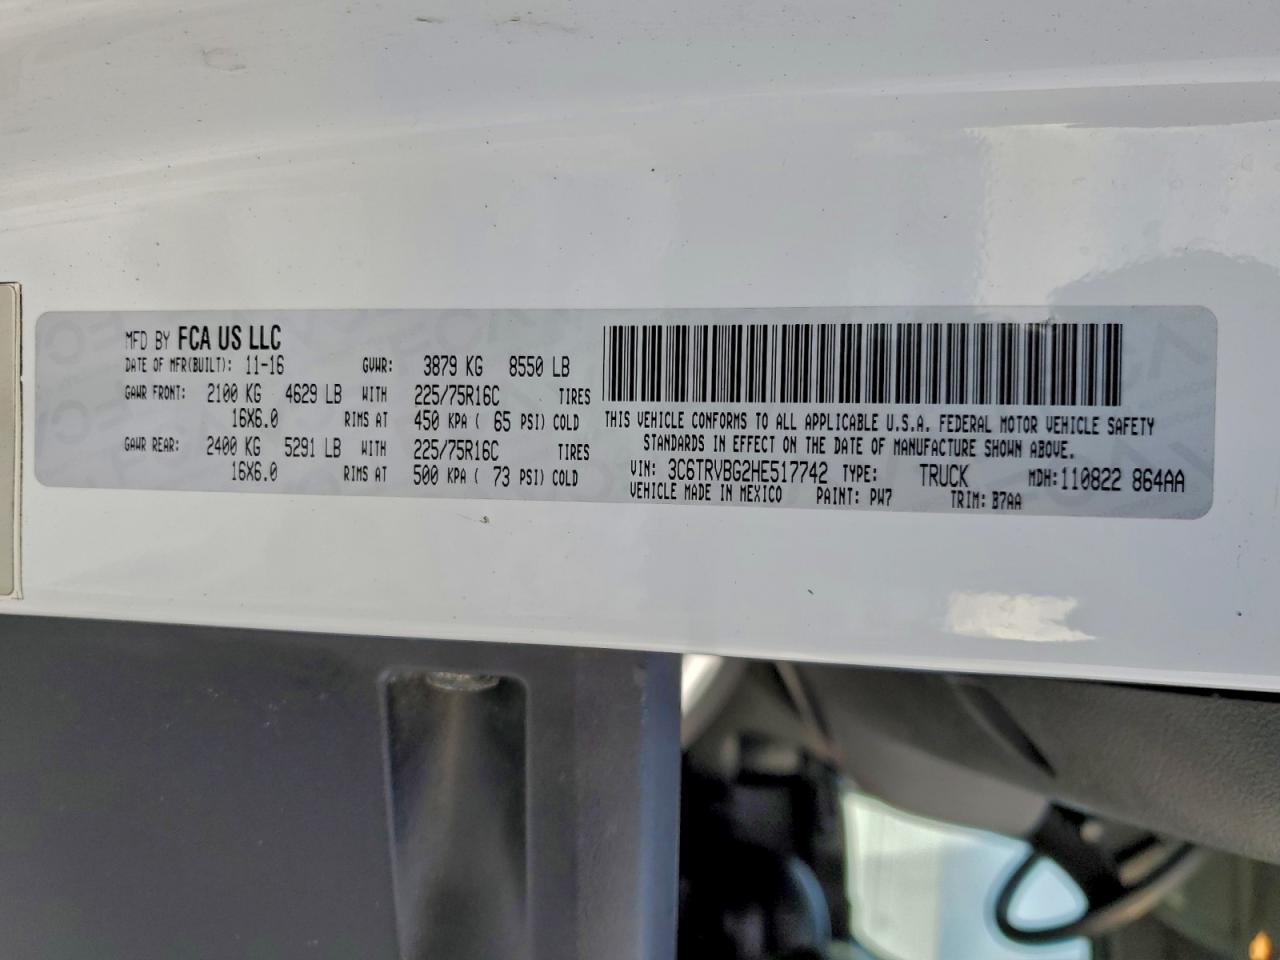 MFD BY FCA US LLC
DATE OF MFR(BUILT): 11-16 GVWR: 3879 KG 8550 LB
GAWR FRONT: 2100 KG 4629 LB WITH 225/75R16C TIRES
16X6.0 RIMS AT 450 KPA ( 65 PSI) COLD
GAWR REAR: 2400 KG 5291 LB WITH 225/75R16C TIRES
16X6.0 RIMS AT 500 KPA ( 73 PSI) COLD
THIS VEHICLE CONFORMS TO ALL APPLICABLE U.S.A. FEDERAL MOTOR VEHICLE SAFETY
STANDARDS IN EFFECT ON THE DATE OF MANUFACTURE SHOWN ABOVE.
VIN: 3C6TRVBG2HE517742 TYPE: TRUCK MDH:110822 864AA
VEHICLE MADE IN MEXICO PAINT: PW7 TRIM: B7AA